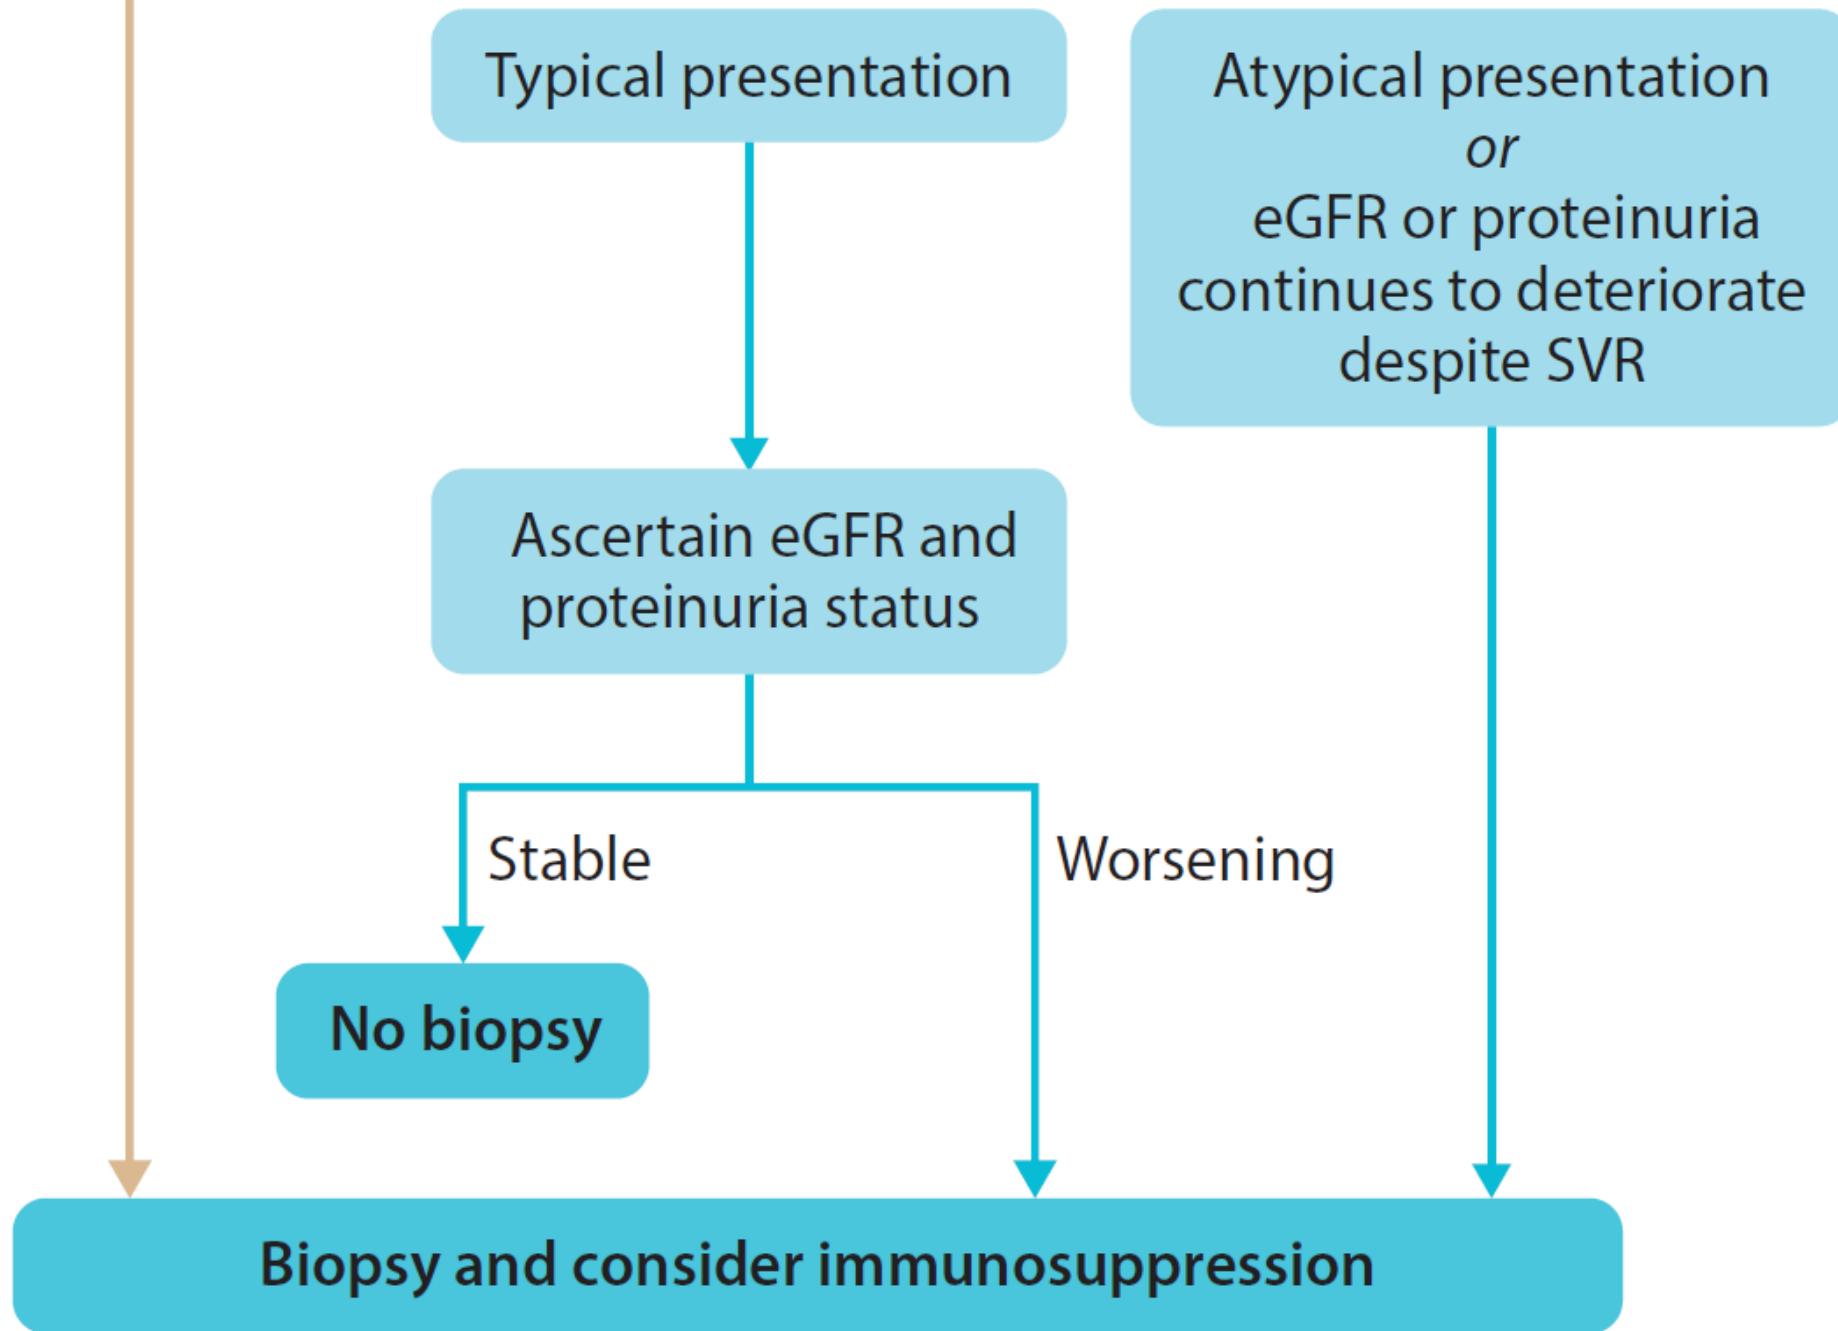 Typical presentation
Atypical presentation
or
eGFR or proteinuria
continues to deteriorate
despite SVR
Ascertain eGFR and
proteinuria status
Stable
Worsening
No biopsy
Biopsy and consider immunosuppression